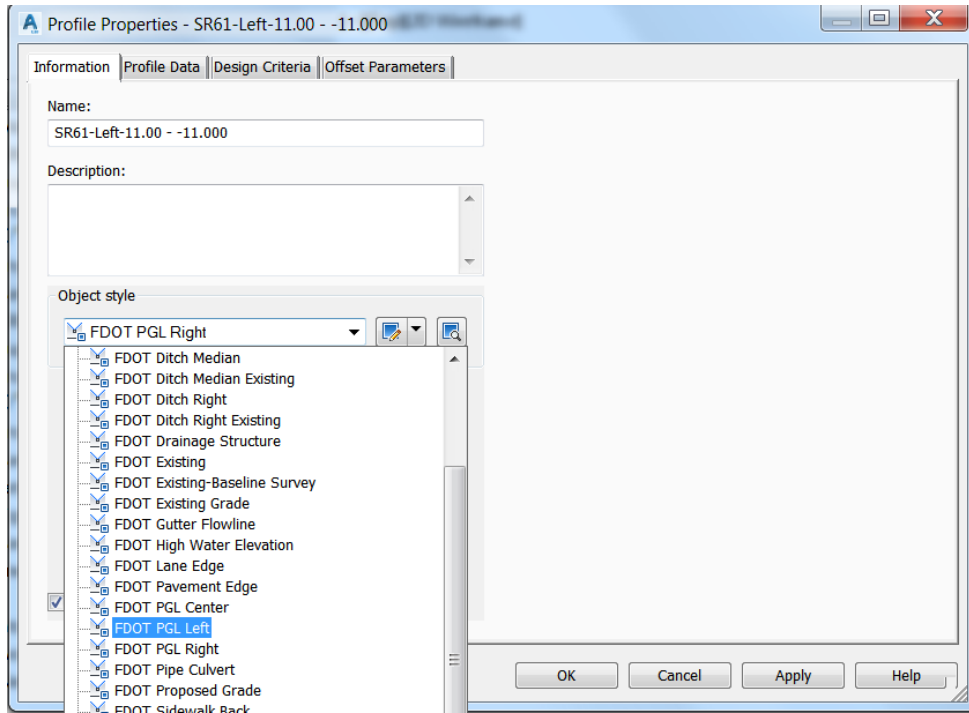 Profile Properties - SR61-Left-11.00 - -11.000
Information Profile Data Design Criteria Offset Parameters
Name:
SR61-Left-11.00 - -11.000
Description:
Object style
FDOT PGL Right
FDOT Ditch Median
FDOT Ditch Median Existing
FDOT Ditch Right
FDOT Ditch Right Existing
FDOT Drainage Structure
FDOT Existing
FDOT Existing-Baseline Survey
FDOT Existing Grade
FDOT Gutter Flowline
FDOT High Water Elevation
FDOT Lane Edge
FDOT Pavement Edge
FDOT PGL Center
FDOT PGL Left
FDOT PGL Right
FDOT Pipe Culvert
FDOT Proposed Grade
FDOT Sidewalk Back
OK Cancel Apply Help